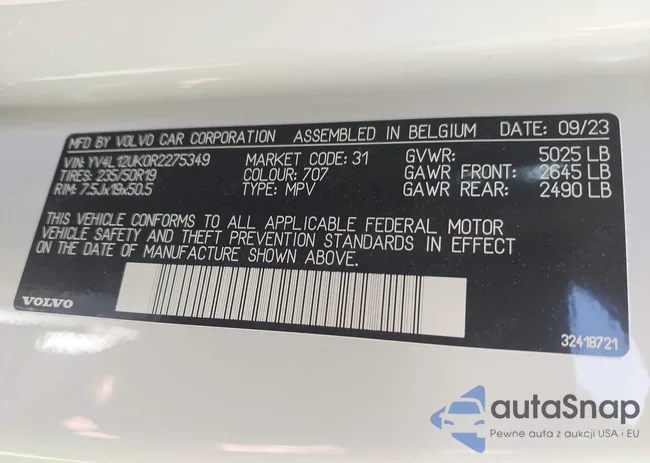 MFD BY VOLVO CAR CORPORATION ASSEMBLED IN BELGIUM DATE: 09/23
VIN: YV4L12UK0R2275349 MARKET CODE: 31 GVWR: 5025 LB
TIRES: 235/50R19 COLOUR: 707 GAWR FRONT: 2645 LB
RIM: 7.5Jx19x50.5 TYPE: MPV GAWR REAR: 2490 LB
THIS VEHICLE CONFORMS TO ALL APPLICABLE FEDERAL MOTOR
VEHICLE SAFETY AND THEFT PREVENTION STANDARDS IN EFFECT
ON THE DATE OF MANUFACTURE SHOWN ABOVE.
VOLVO
32418721
autaSnap
Pewne auta z aukcji USA i EU